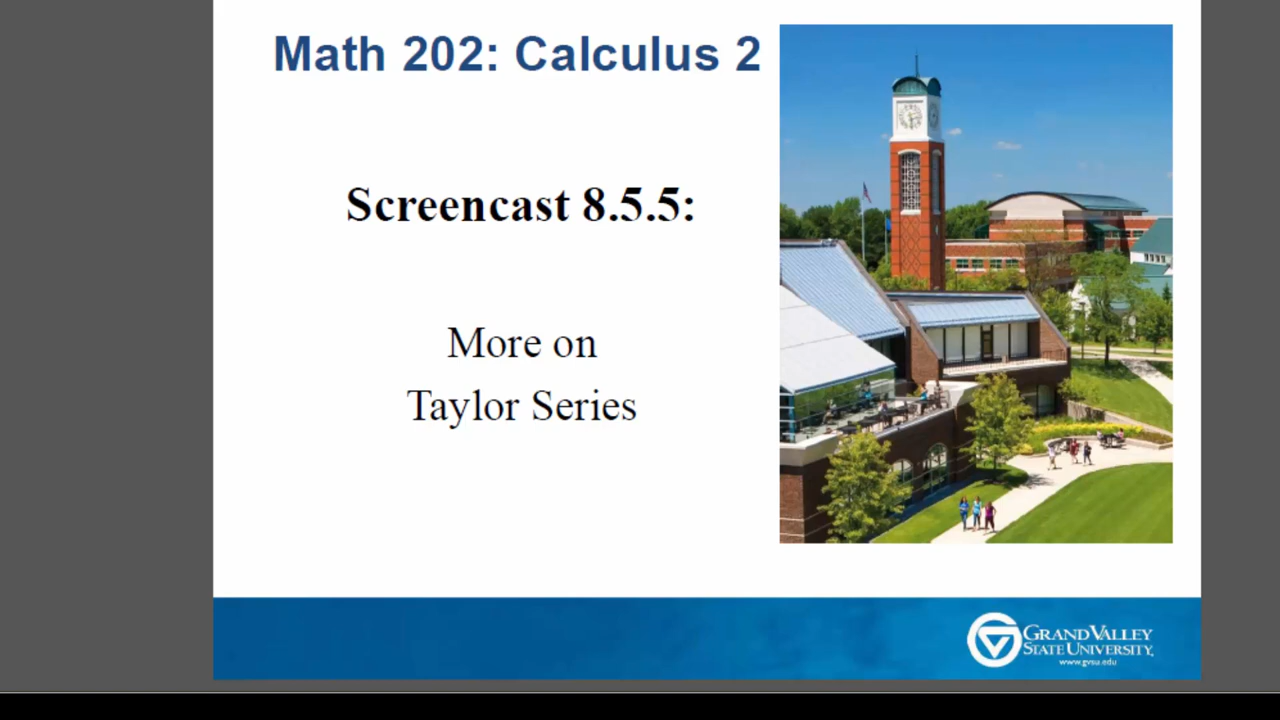 Math 202: Calculus 2
Screencast 8.5.5:
More on
Taylor Series
GRAND VALLEY
STATE UNIVERSITY.
www.gvsu.edu